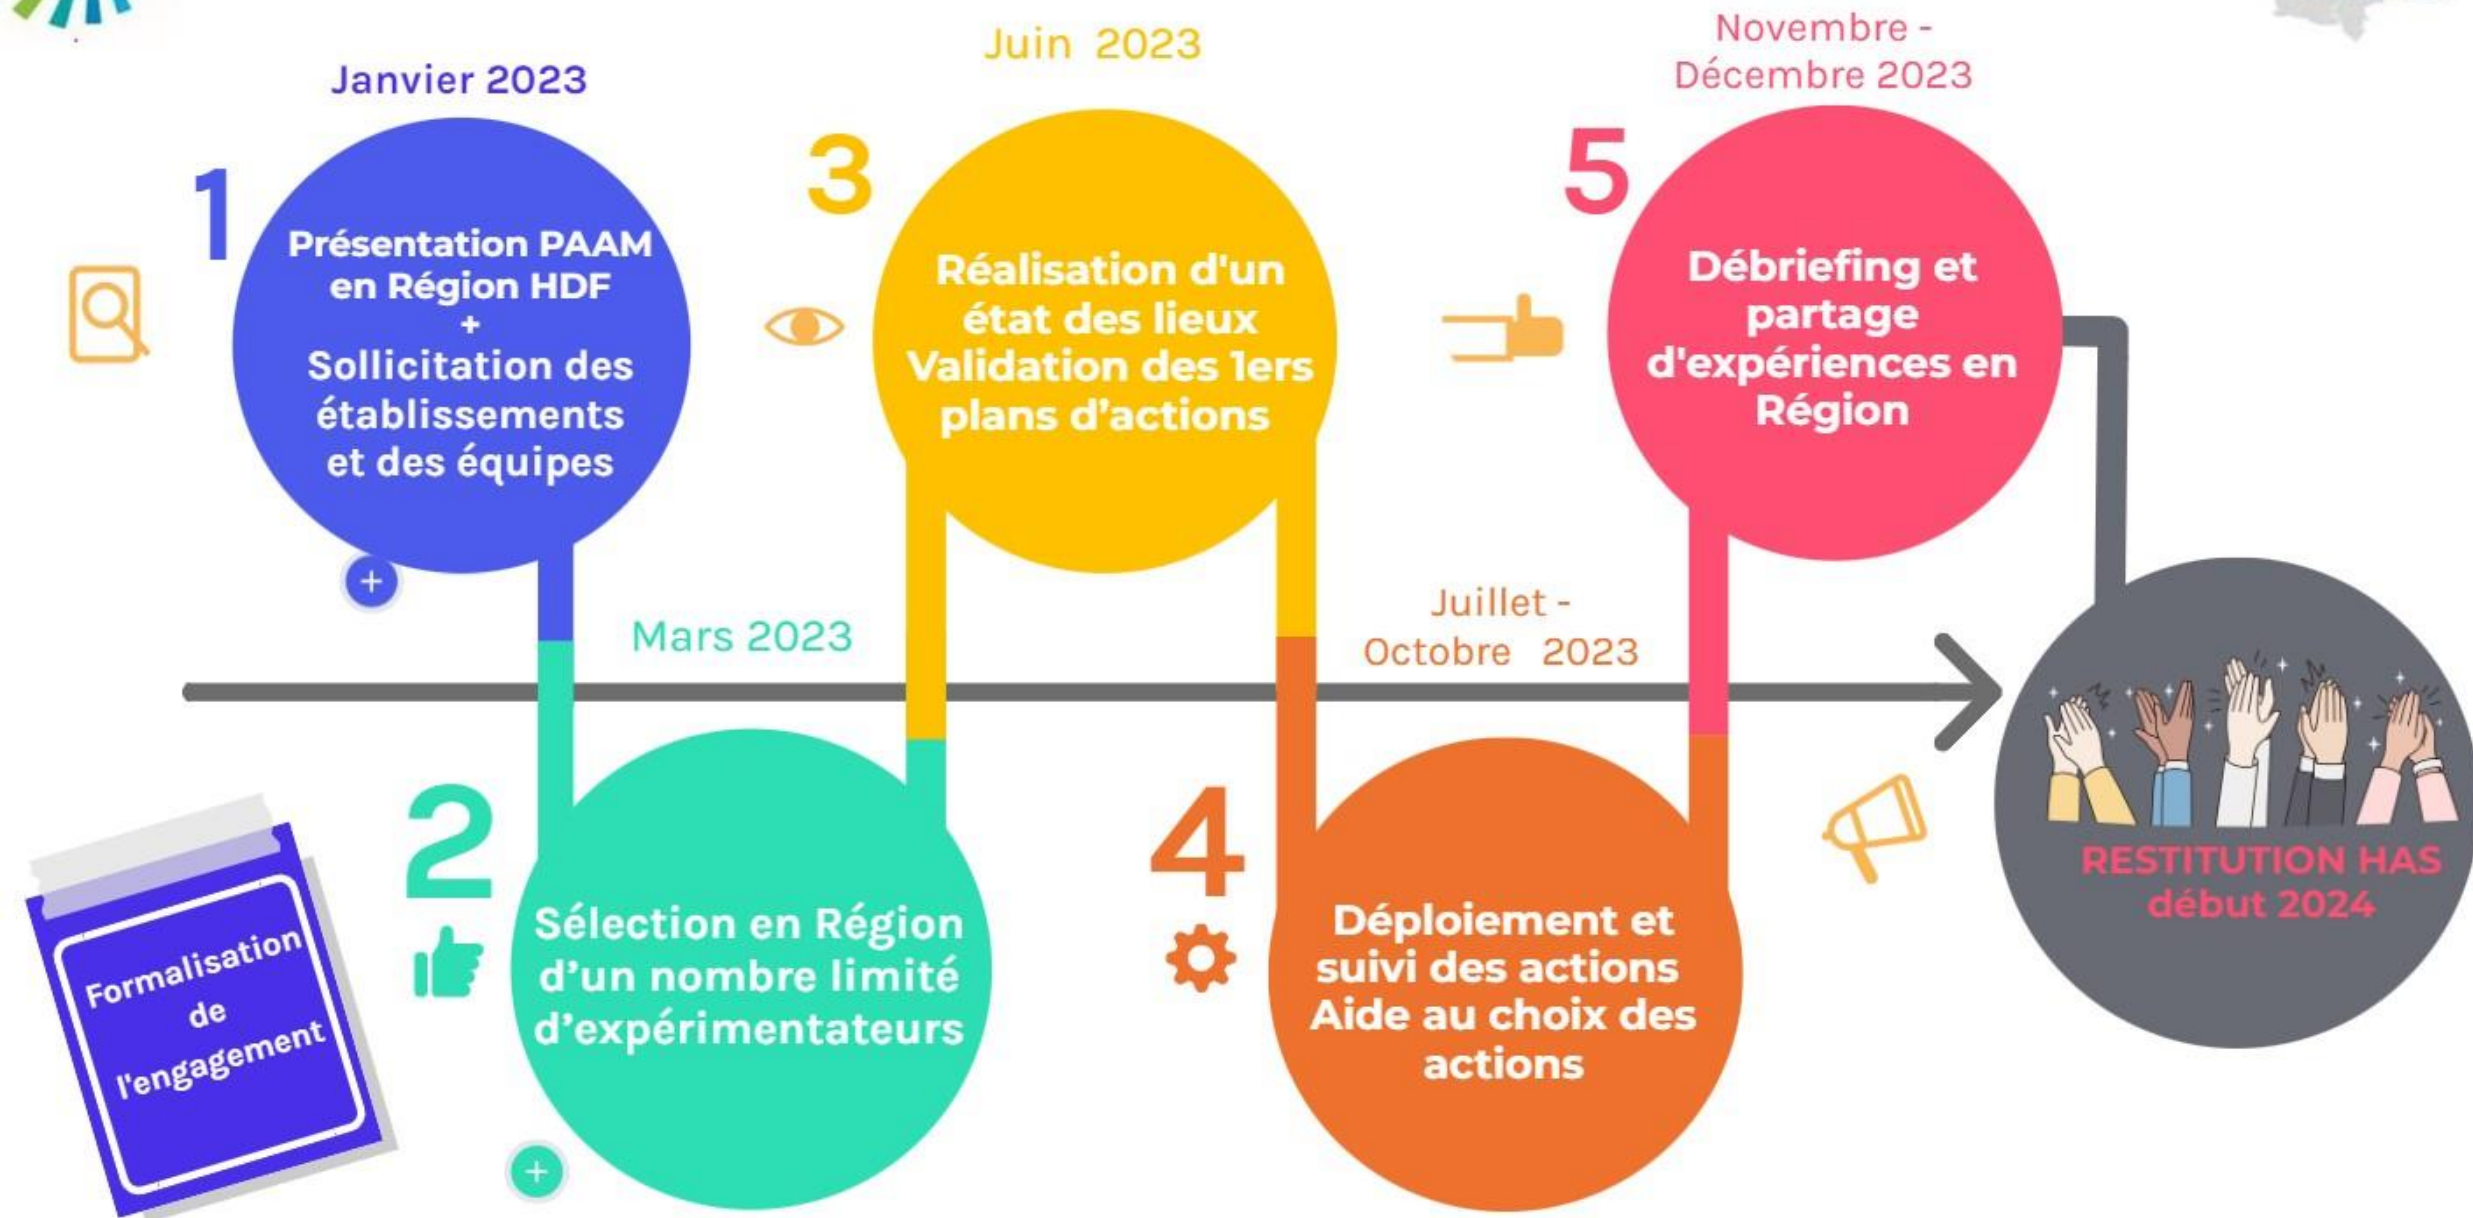 Janvier 2023
1
Présentation PAAM
en Région HDF
+
Sollicitation des
établissements
et des équipes
+
Mars 2023
2
Sélection en Région
d’un nombre limité
d’expérimentateurs
+
Formalisation
de
l'engagement
Juin 2023
3
Réalisation d'un
état des lieux
Validation des 1ers
plans d’actions
Juillet -
Octobre 2023
4
Déploiement et
suivi des actions
Aide au choix des
actions
Novembre -
Décembre 2023
5
Débriefing et
partage
d'expériences en
Région
RESTITUTION HAS
début 2024